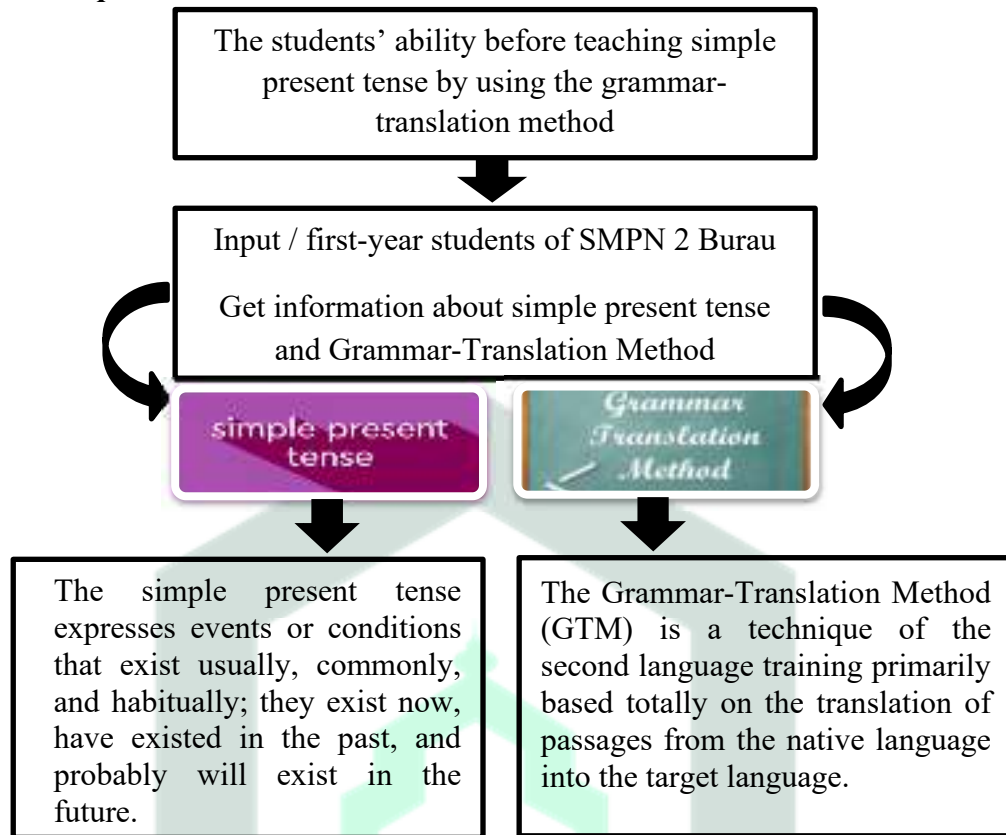 The students’ ability before teaching simple
present tense by using the grammar-
translation method
Input / first-year students of SMPN 2 Burau
Get information about simple present tense
and Grammar-Translation Method
simple present
tense
Grammar
Translation
Method
The simple present tense
expresses events or conditions
that exist usually, commonly,
and habitually; they exist now,
have existed in the past, and
probably will exist in the
future.
The Grammar-Translation Method
(GTM) is a technique of the
second language training primarily
based totally on the translation of
passages from the native language
into the target language.